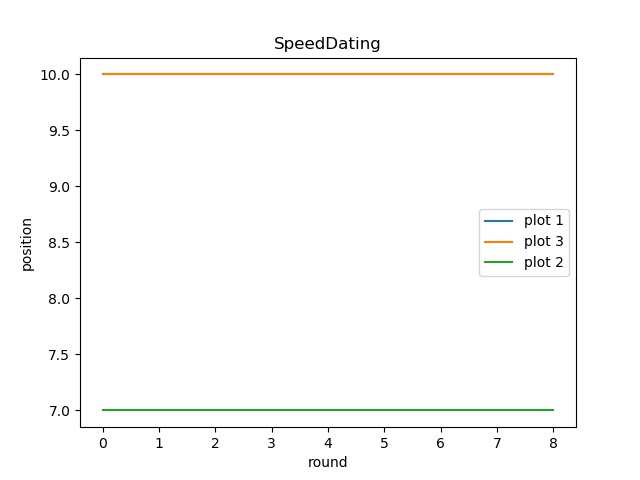 SpeedDating
10.0
9.5
9.0
8.5
8.0
7.5
7.0
position
plot 1
plot 3
plot 2
0 1 2 3 4 5 6 7 8
round